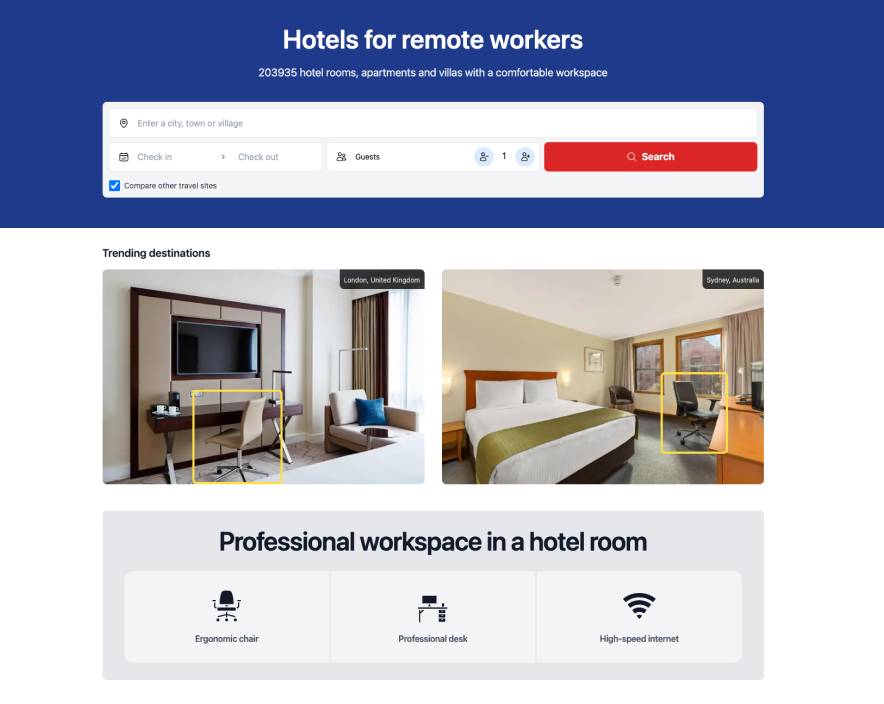 Hotels for remote workers
203935 hotel rooms, apartments and villas with a comfortable workspace
Enter a city, town or village
Check in > Check out
Guests 1
Search
Compare other travel sites
Trending destinations
London, United Kingdom
Sydney, Australia
Professional workspace in a hotel room
Ergonomic chair
Professional desk
High-speed internet